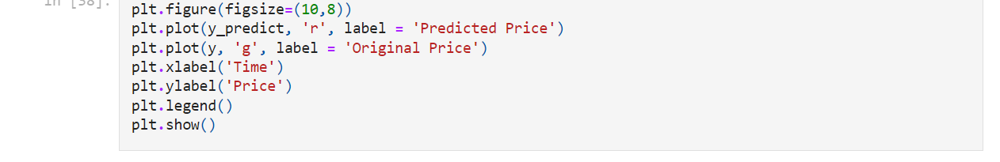 In [38]:
plt.figure(figsize=(10,8))
plt.plot(y_predict, 'r', label = 'Predicted Price')
plt.plot(y, 'g', label = 'Original Price')
plt.xlabel('Time')
plt.ylabel('Price')
plt.legend()
plt.show()